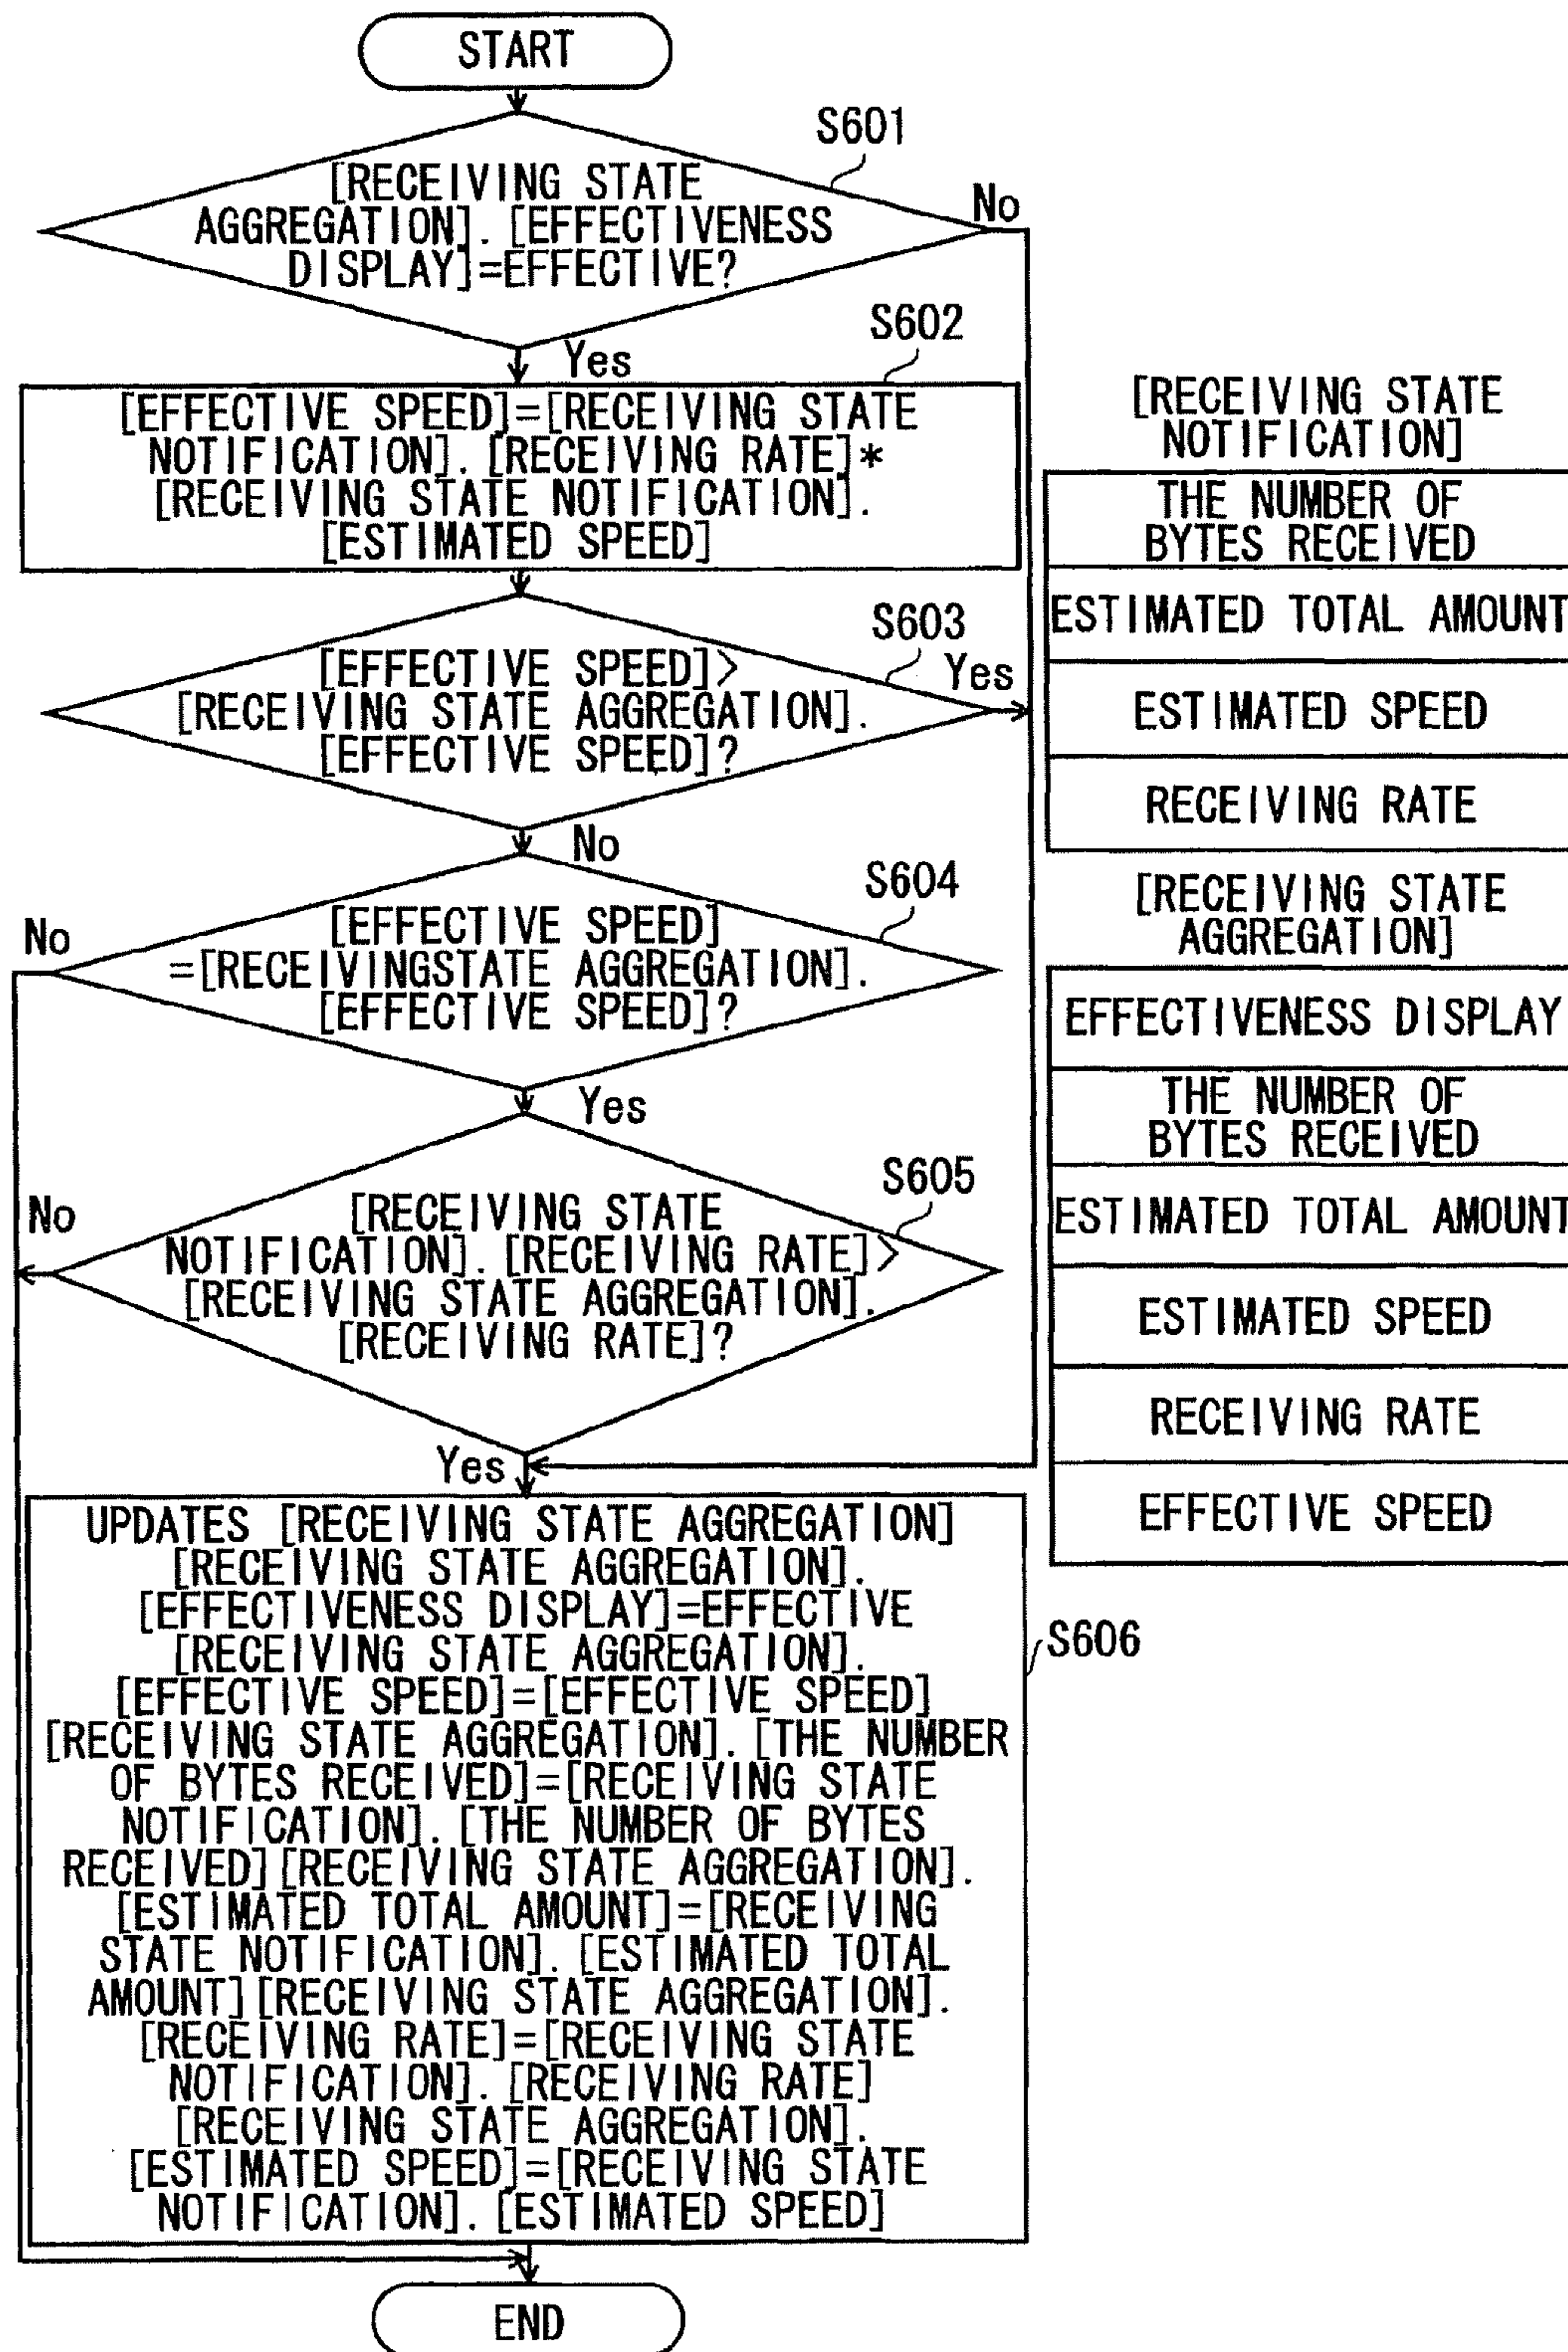 START
S601
[RECEIVING STATE
AGGREGATION]. [EFFECTIVENESS
DISPLAY]=EFFECTIVE?
No
Yes
S602
[EFFECTIVE SPEED]=[RECEIVING STATE
NOTIFICATION]. [RECEIVING RATE]*
[RECEIVING STATE NOTIFICATION].
[ESTIMATED SPEED]
S603
[EFFECTIVE SPEED]>
[RECEIVING STATE AGGREGATION].
[EFFECTIVE SPEED]?
Yes
No
S604
[EFFECTIVE SPEED]
=[RECEIVINGSTATE AGGREGATION].
[EFFECTIVE SPEED]?
No
Yes
S605
[RECEIVING STATE
NOTIFICATION]. [RECEIVING RATE]>
[RECEIVING STATE AGGREGATION].
[RECEIVING RATE]?
No
Yes
UPDATES [RECEIVING STATE AGGREGATION]
[RECEIVING STATE AGGREGATION].
[EFFECTIVENESS DISPLAY]=EFFECTIVE
[RECEIVING STATE AGGREGATION].
[EFFECTIVE SPEED]=[EFFECTIVE SPEED]
[RECEIVING STATE AGGREGATION]. [THE NUMBER
OF BYTES RECEIVED]=[RECEIVING STATE
NOTIFICATION]. [THE NUMBER OF BYTES
RECEIVED][RECEIVING STATE AGGREGATION].
[ESTIMATED TOTAL AMOUNT]=[RECEIVING
STATE NOTIFICATION]. [ESTIMATED TOTAL
AMOUNT][RECEIVING STATE AGGREGATION].
[RECEIVING RATE]=[RECEIVING STATE
NOTIFICATION]. [RECEIVING RATE]
[RECEIVING STATE AGGREGATION].
[ESTIMATED SPEED]=[RECEIVING STATE
NOTIFICATION]. [ESTIMATED SPEED]
S606
END
[RECEIVING STATE
NOTIFICATION]
THE NUMBER OF
BYTES RECEIVED
ESTIMATED TOTAL AMOUNT
ESTIMATED SPEED
RECEIVING RATE
[RECEIVING STATE
AGGREGATION]
EFFECTIVENESS DISPLAY
THE NUMBER OF
BYTES RECEIVED
ESTIMATED TOTAL AMOUNT
ESTIMATED SPEED
RECEIVING RATE
EFFECTIVE SPEED